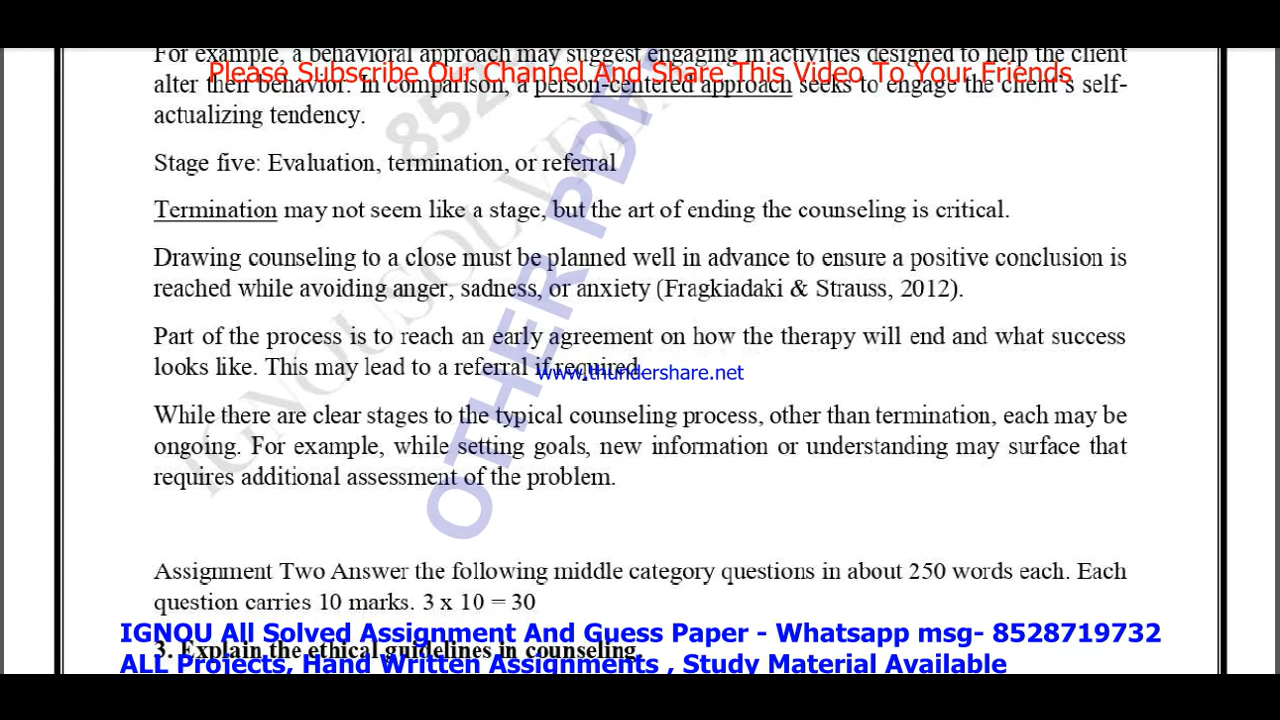 For example, a behavioral approach may suggest engaging in activities designed to help the client
Please Subscribe Our Channel And Share This Video To Your Friends
alter their behavior. In comparison, a person-centered approach seeks to engage the client's self-
actualizing tendency.
Stage five: Evaluation, termination, or referral
Termination may not seem like a stage, but the art of ending the counseling is critical.
Drawing counseling to a close must be planned well in advance to ensure a positive conclusion is
reached while avoiding anger, sadness, or anxiety (Fragkiadaki & Strauss, 2012).
Part of the process is to reach an early agreement on how the therapy will end and what success
looks like. This may lead to a referral if required.
www.thundershare.net
While there are clear stages to the typical counseling process, other than termination, each may be
ongoing. For example, while setting goals, new information or understanding may surface that
requires additional assessment of the problem.
OTHER PDF
Assignment Two Answer the following middle category questions in about 250 words each. Each
question carries 10 marks. 3 x 10 = 30
IGNOU All Solved Assignment And Guess Paper - Whatsapp msg- 8528719732
3. Explain the ethical guidelines in counseling.
ALL Projects, Hand Written Assignments , Study Material Available